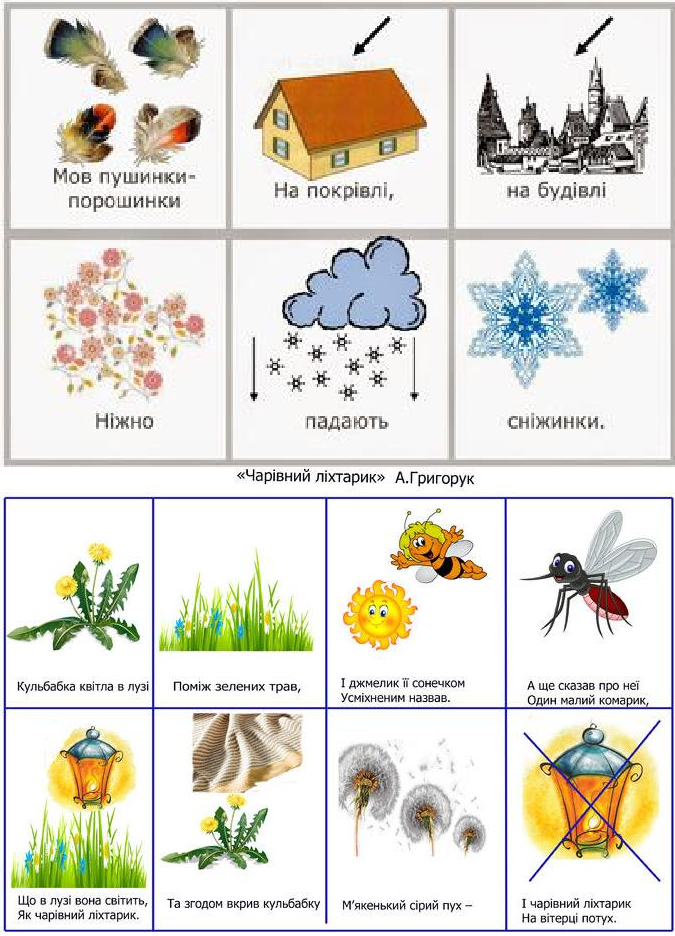 Мов пушинки-
порошинки
На покрівлі,
на будівлі
Ніжно
падають
сніжинки.
«Чарівний ліхтарик» А.Григорук
Кульбабка квітла в лузі
Поміж зелених трав,
І джмелик її сонечком
Усміхненим назвав.
А ще сказав про неї
Один малий комарик,
Що в лузі вона світить,
Як чарівний ліхтарик.
Та згодом вкрив кульбабку
М'якенький сірий пух –
І чарівний ліхтарик
На вітерці потух.